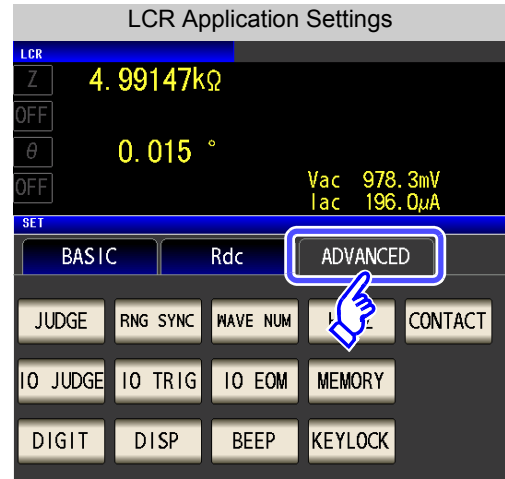 LCR Application Settings
LCR
Z 4.99147kΩ
OFF
θ 0.015 °
OFF
Vac 978.3mV
Iac 196.0μA
SET
BASIC Rdc ADVANCED
JUDGE RNG SYNC WAVE NUM CONTACT
IO JUDGE IO TRIG IO EOM MEMORY
DIGIT DISP BEEP KEYLOCK